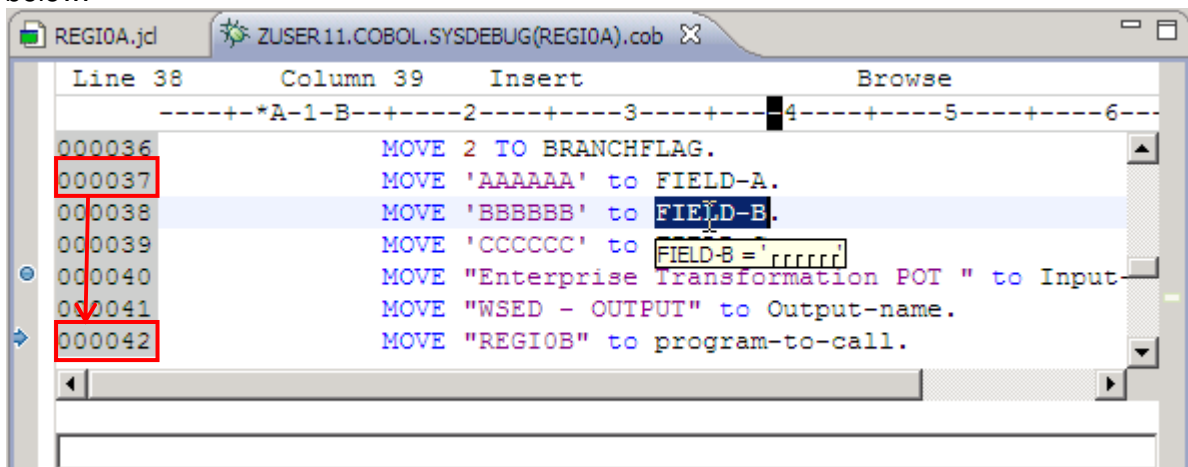 REGI0A.jcl ZUSER11.COBOL.SYSDEBUG(REGI0A).cob
Line 38 Column 39 Insert Browse
----+-*A-1-B--+----2----+----3----+----4----+----5----+----6---
000036 MOVE 2 TO BRANCHFLAG.
000037 MOVE 'AAAAAA' to FIELD-A.
000038 MOVE 'BBBBBB' to FIELD-B.
000039 MOVE 'CCCCCC' to
FIELD-B = '┌┌┌┌┌┌'
000040 MOVE "Enterprise Transformation POT " to Input-
000041 MOVE "WSED - OUTPUT" to Output-name.
000042 MOVE "REGI0B" to program-to-call.